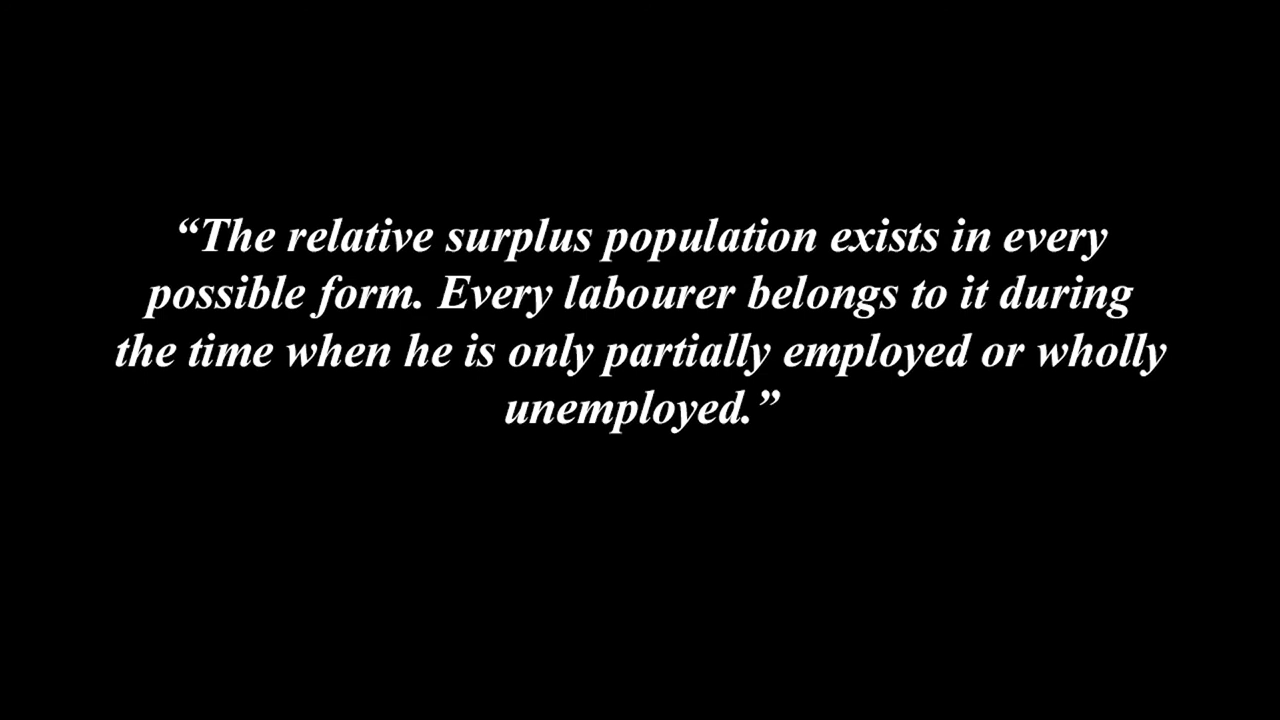 “The relative surplus population exists in every
possible form. Every labourer belongs to it during
the time when he is only partially employed or wholly
unemployed.”